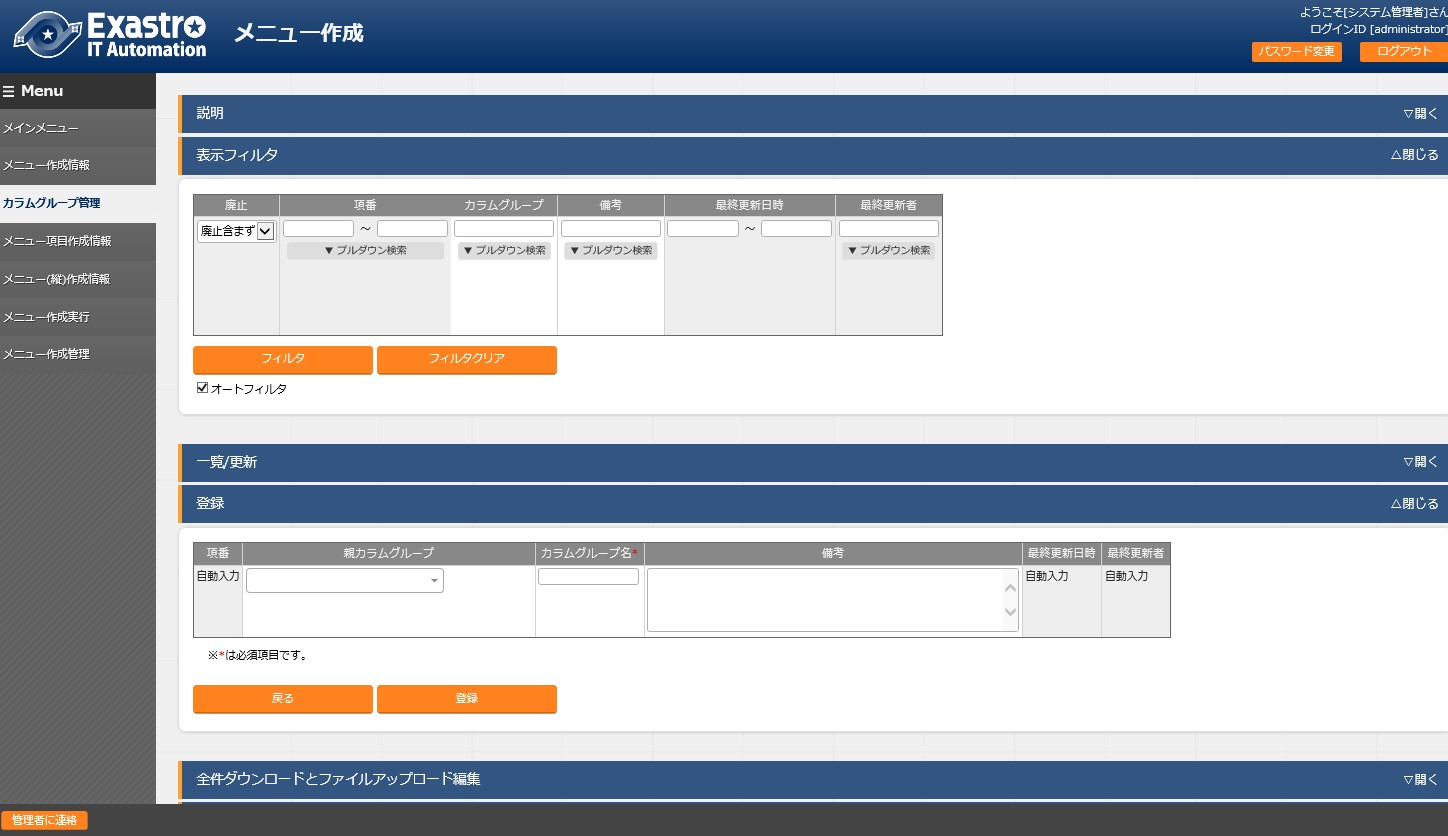 Exastro
IT Automation
メニュー作成
ようこそ[システム管理者]さん
ログインID [administrator]
パスワード変更
ログアウト
Menu
メインメニュー
メニュー作成情報
カラムグループ管理
メニュー項目作成情報
メニュー(縦)作成情報
メニュー作成実行
メニュー作成管理
説明 ▽開く
表示フィルタ △閉じる
廃止 項番 カラムグループ 備考 最終更新日時 最終更新者
廃止含まず ～ ～
▼プルダウン検索 ▼プルダウン検索 ▼プルダウン検索 ▼プルダウン検索
フィルタ フィルタクリア
オートフィルタ
一覧/更新 ▽開く
登録 △閉じる
項番 親カラムグループ カラムグループ名* 備考 最終更新日時 最終更新者
自動入力 自動入力 自動入力
※*は必須項目です。
戻る 登録
全件ダウンロードとファイルアップロード編集 ▽開く
管理者に連絡